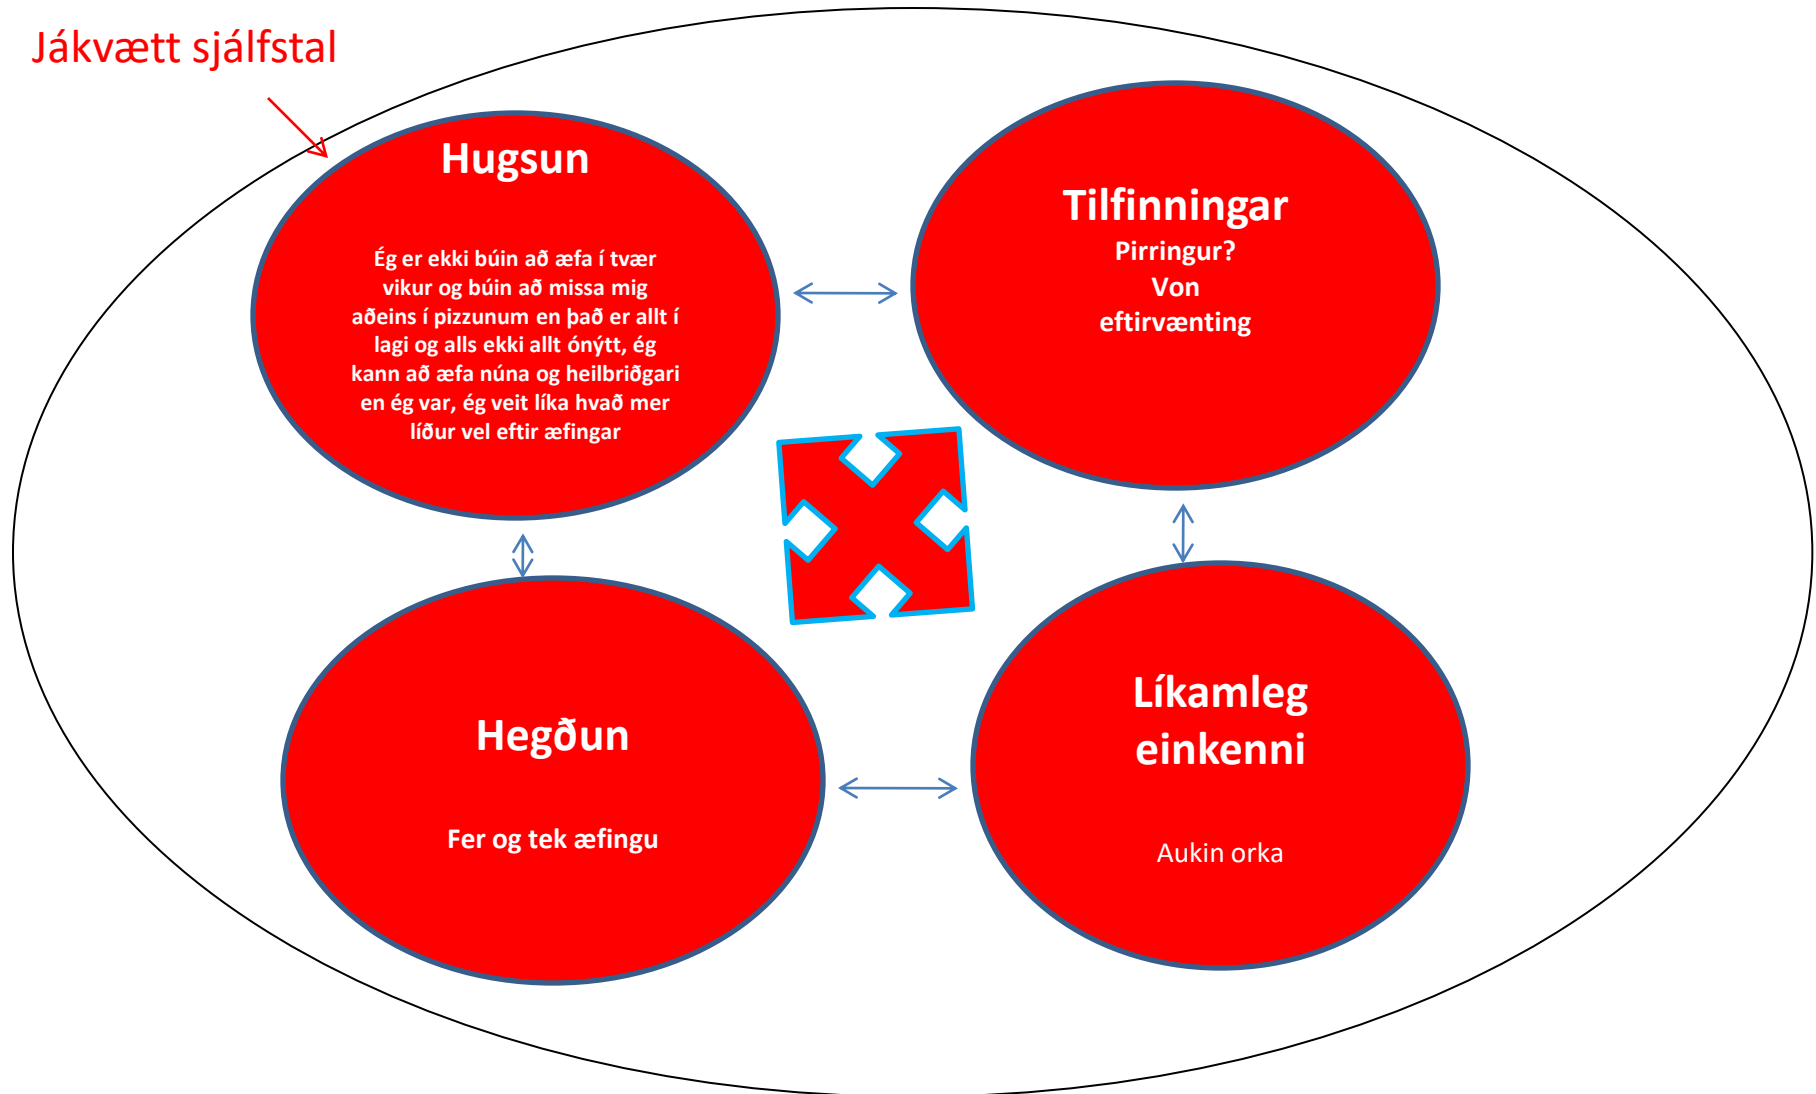 Jákvætt sjálfstal
Hugsun
Ég er ekki búin að æfa í tvær
vikur og búin að missa mig
aðeins í pizzunum en það er allt í
lagi og alls ekki allt ónýtt, ég
kann að æfa núna og heilbriðgari
en ég var, ég veit líka hvað mer
líður vel eftir æfingar
Tilfinningar
Pirringur?
Von
eftirvænting
Hegðun
Fer og tek æfingu
Líkamleg
einkenni
Aukin orka